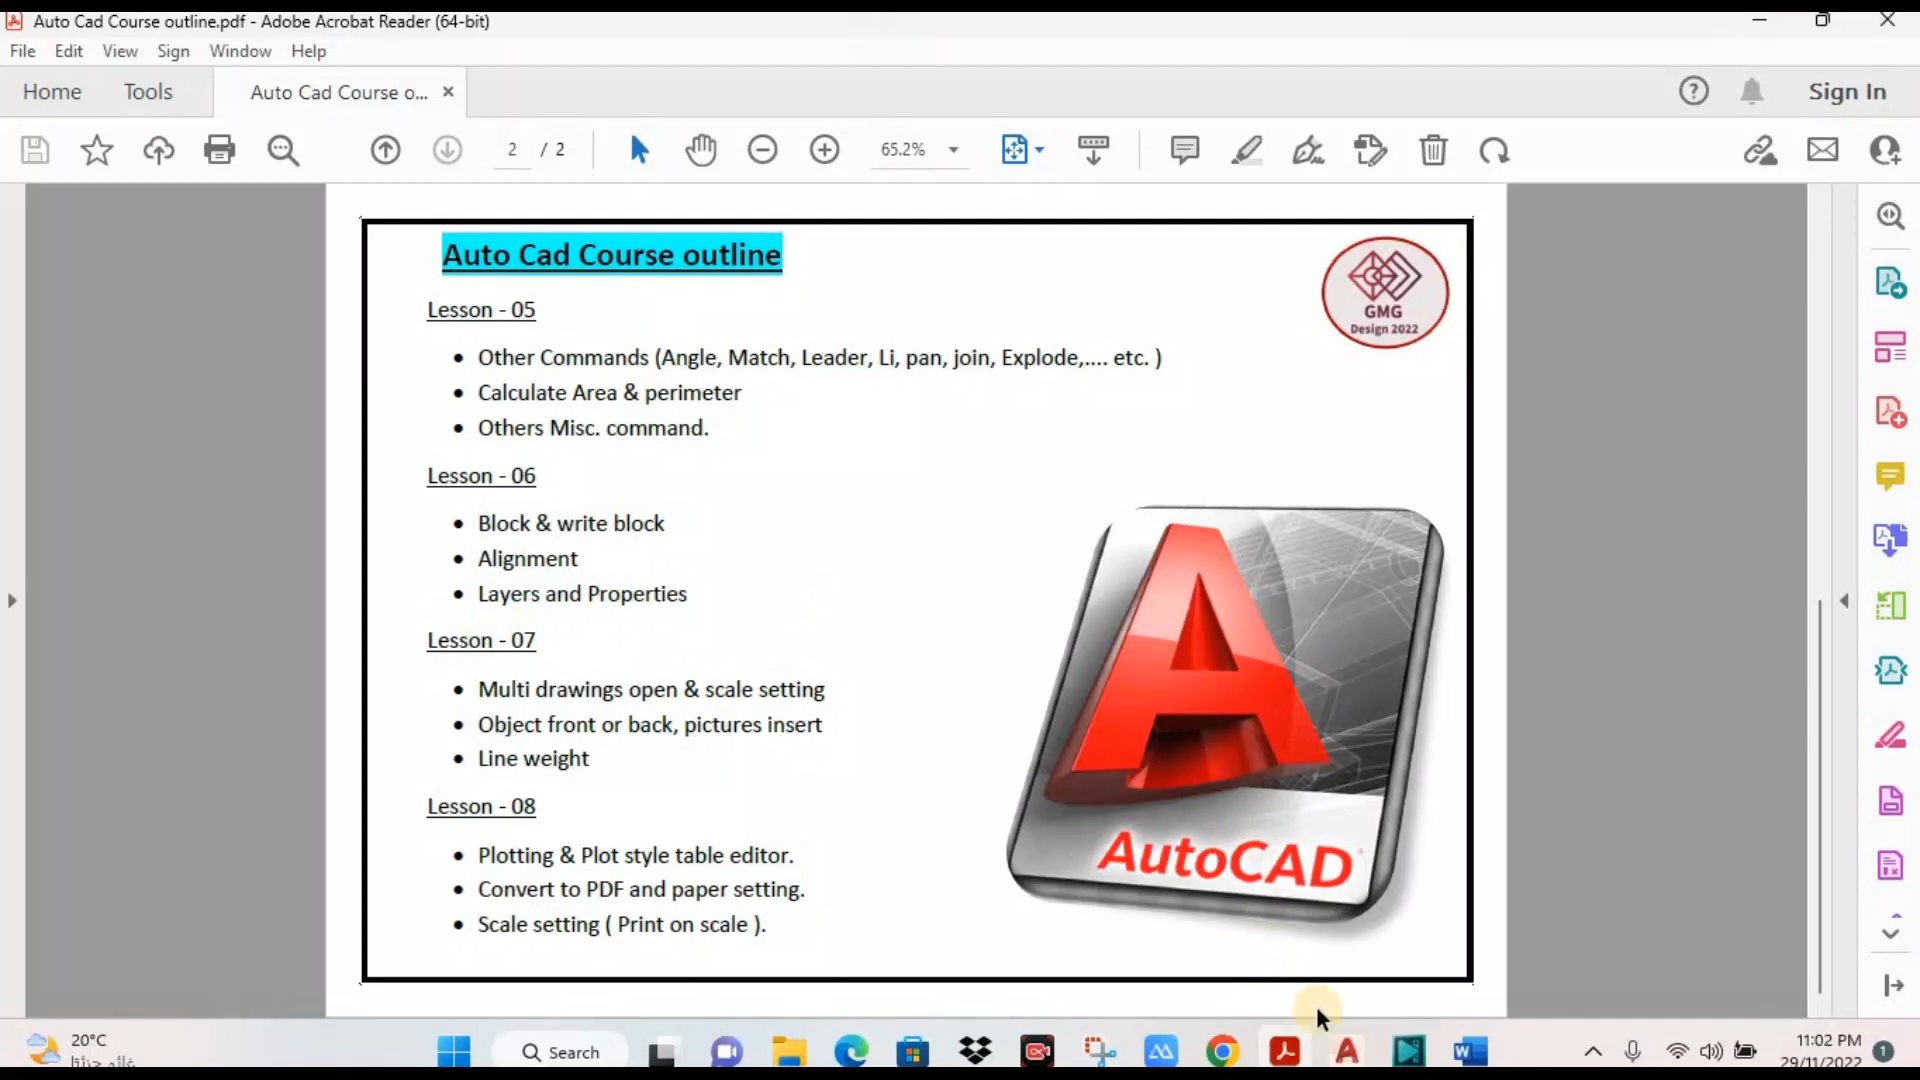 Auto Cad Course outline.pdf - Adobe Acrobat Reader (64-bit)
File Edit View Sign Window Help
Home Tools Auto Cad Course o... Sign In
2 / 2 65.2%
Auto Cad Course outline
GMG
Design 2022
Lesson - 05
• Other Commands (Angle, Match, Leader, Li, pan, join, Explode,.... etc. )
• Calculate Area & perimeter
• Others Misc. command.
Lesson - 06
• Block & write block
• Alignment
• Layers and Properties
Lesson - 07
• Multi drawings open & scale setting
• Object front or back, pictures insert
• Line weight
Lesson - 08
• Plotting & Plot style table editor.
• Convert to PDF and paper setting.
• Scale setting ( Print on scale ).
AutoCAD
20°C
Search
11:02 PM
29/11/2022
1